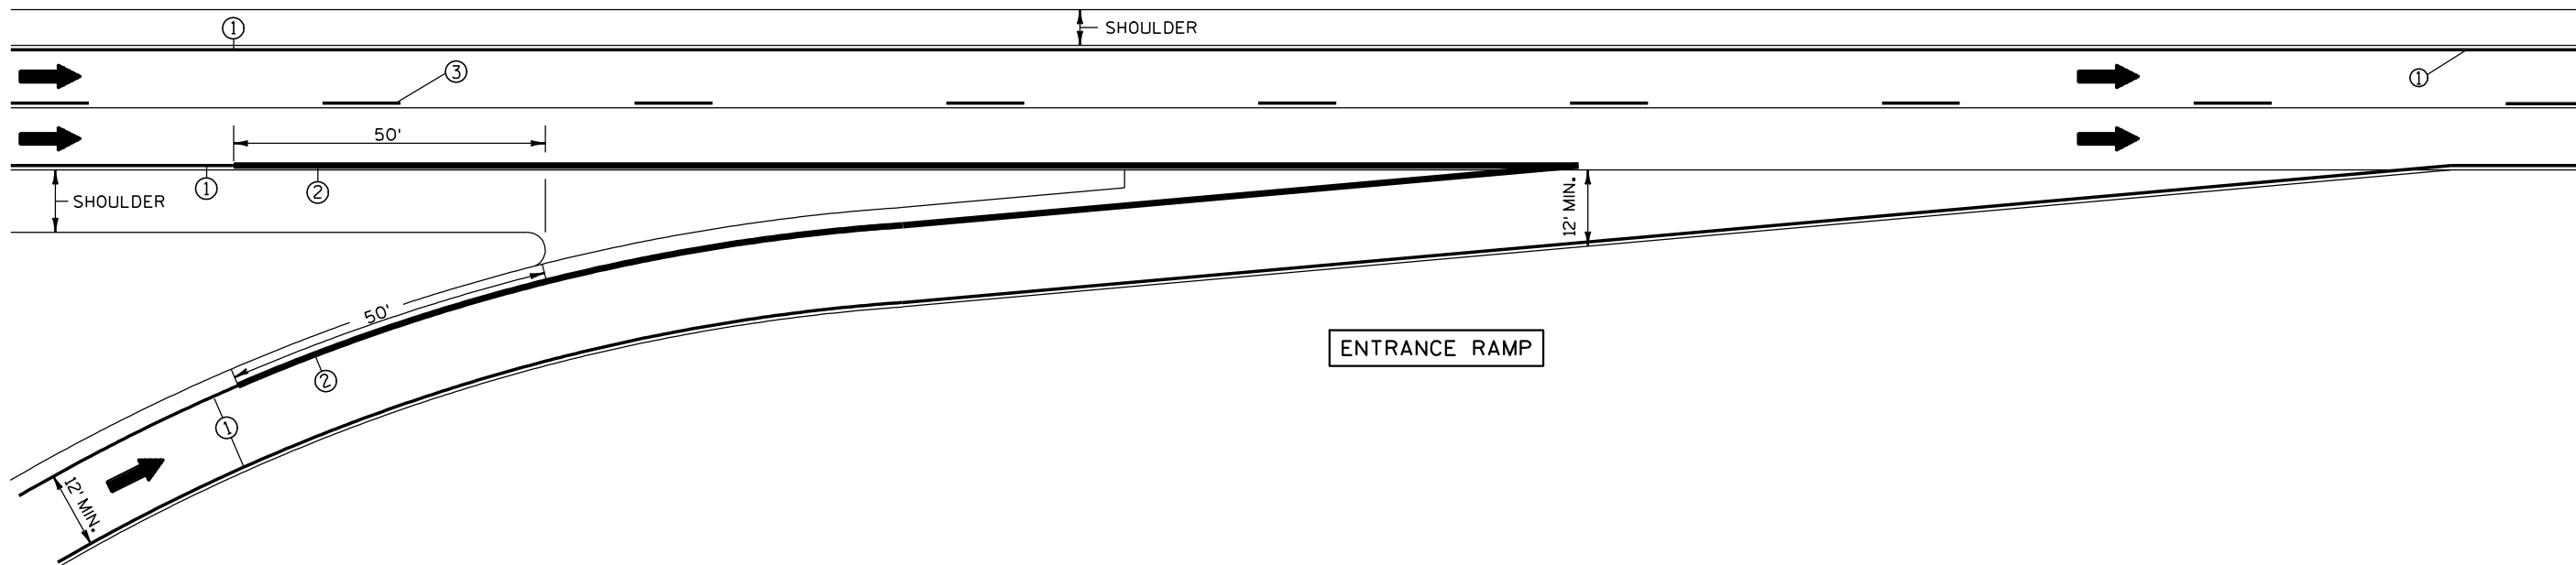 ① SHOULDER
③ ①
50'
① ②
SHOULDER
12' MIN.
50'
ENTRANCE RAMP
②
①
12' MIN.